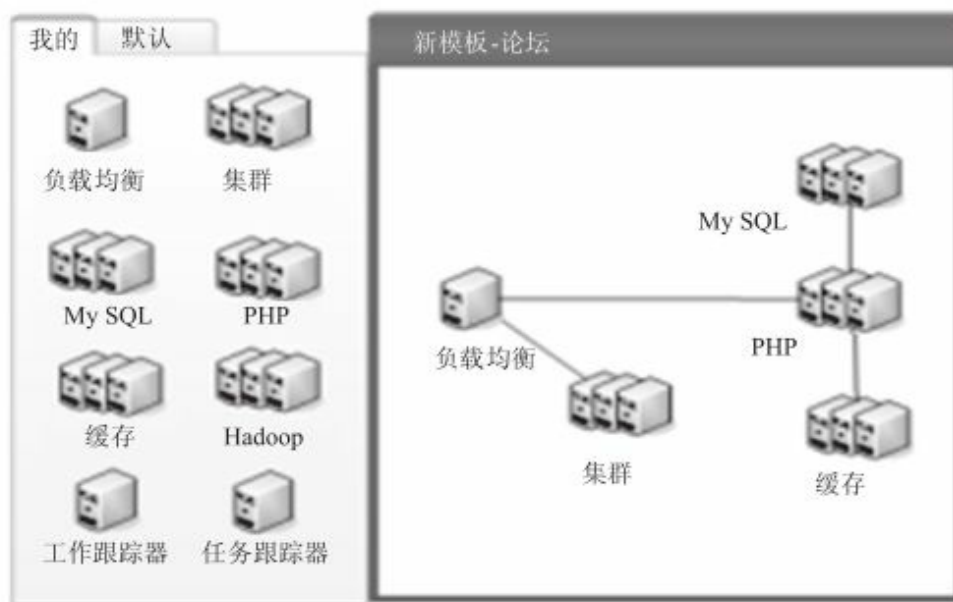 我的 默认
负载均衡 集群
My SQL PHP
缓存 Hadoop
工作跟踪器 任务跟踪器
新模板-论坛
My SQL
PHP
负载均衡
集群
缓存